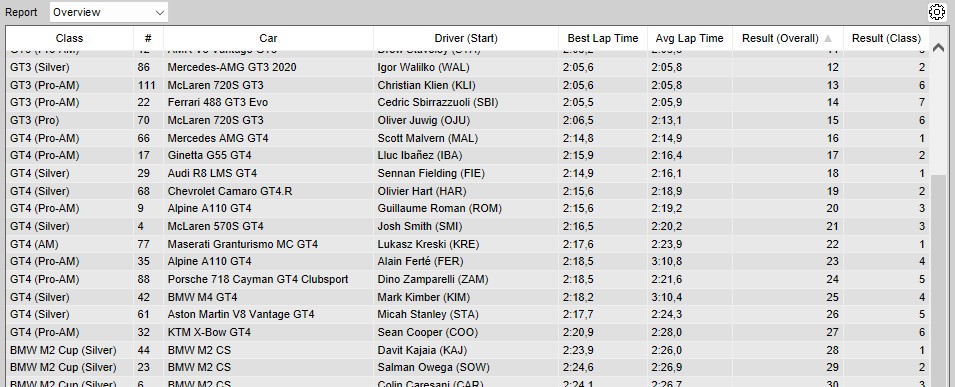 Report Overview
Class # Car Driver (Start) Best Lap Time Avg Lap Time Result (Overall) Result (Class)
GT3 (Silver) 86 Mercedes-AMG GT3 2020 Igor Walilko (WAL) 2:05,6 2:05,8 12 2
GT3 (Pro-AM) 111 McLaren 720S GT3 Christian Klien (KLI) 2:05,6 2:05,8 13 6
GT3 (Pro-AM) 22 Ferrari 488 GT3 Evo Cedric Sbirrazzuoli (SBI) 2:05,5 2:05,9 14 7
GT3 (Pro) 70 McLaren 720S GT3 Oliver Juwig (OJU) 2:06,5 2:13,1 15 6
GT4 (Pro-AM) 66 Mercedes AMG GT4 Scott Malvern (MAL) 2:14,8 2:14,9 16 1
GT4 (Pro-AM) 17 Ginetta G55 GT4 Lluc Ibañez (IBA) 2:15,9 2:16,4 17 2
GT4 (Silver) 29 Audi R8 LMS GT4 Sennan Fielding (FIE) 2:14,9 2:16,1 18 1
GT4 (Silver) 68 Chevrolet Camaro GT4.R Olivier Hart (HAR) 2:15,6 2:18,9 19 2
GT4 (Pro-AM) 9 Alpine A110 GT4 Guillaume Roman (ROM) 2:15,6 2:19,2 20 3
GT4 (Silver) 4 McLaren 570S GT4 Josh Smith (SMI) 2:16,5 2:20,2 21 3
GT4 (AM) 77 Maserati Granturismo MC GT4 Lukasz Kreski (KRE) 2:17,6 2:23,9 22 1
GT4 (Pro-AM) 35 Alpine A110 GT4 Alain Ferté (FER) 2:18,5 3:10,8 23 4
GT4 (Pro-AM) 88 Porsche 718 Cayman GT4 Clubsport Dino Zamparelli (ZAM) 2:18,5 2:21,6 24 5
GT4 (Silver) 42 BMW M4 GT4 Mark Kimber (KIM) 2:18,2 3:10,4 25 4
GT4 (Silver) 61 Aston Martin V8 Vantage GT4 Micah Stanley (STA) 2:17,7 2:24,3 26 5
GT4 (Pro-AM) 32 KTM X-Bow GT4 Sean Cooper (COO) 2:20,9 2:28,0 27 6
BMW M2 Cup (Silver) 44 BMW M2 CS Davit Kajaia (KAJ) 2:23,9 2:26,0 28 1
BMW M2 Cup (Silver) 23 BMW M2 CS Salman Owega (SOW) 2:24,6 2:26,9 29 2
BMW M2 Cup (Silver) 6 BMW M2 CS Colin Caresani (CAR) 2:24,1 2:26,7 30 3